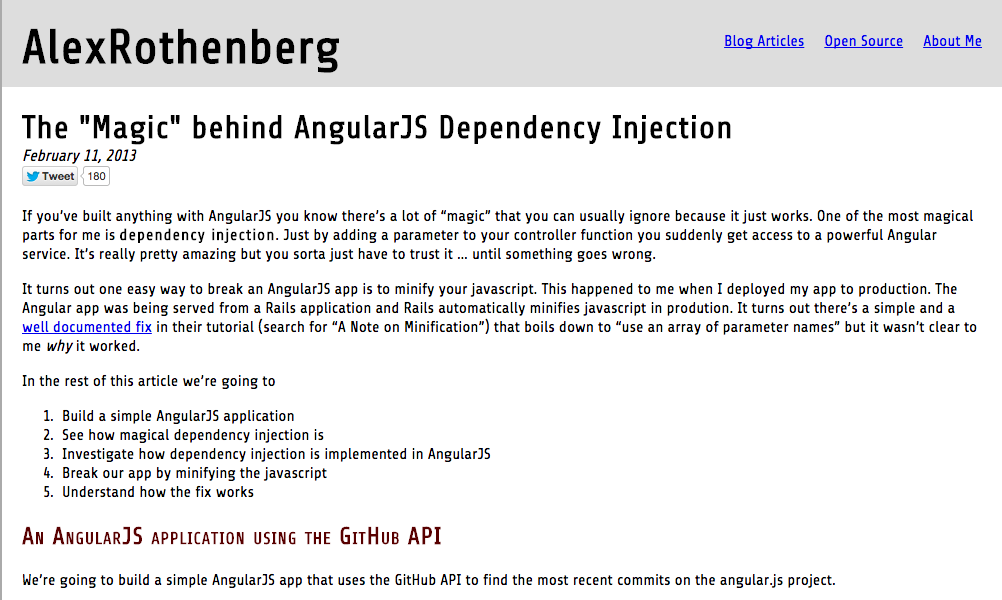 AlexRothenberg
Blog Articles Open Source About Me
The "Magic" behind AngularJS Dependency Injection
February 11, 2013
Tweet 180
If you’ve built anything with AngularJS you know there’s a lot of “magic” that you can usually ignore because it just works. One of the most magical
parts for me is dependency injection. Just by adding a parameter to your controller function you suddenly get access to a powerful Angular
service. It’s really pretty amazing but you sorta just have to trust it … until something goes wrong.
It turns out one easy way to break an AngularJS app is to minify your javascript. This happened to me when I deployed my app to production. The
Angular app was being served from a Rails application and Rails automatically minifies javascript in prodution. It turns out there’s a simple and a
well documented fix in their tutorial (search for “A Note on Minification”) that boils down to “use an array of parameter names” but it wasn’t clear to
me why it worked.
In the rest of this article we’re going to
1. Build a simple AngularJS application
2. See how magical dependency injection is
3. Investigate how dependency injection is implemented in AngularJS
4. Break our app by minifying the javascript
5. Understand how the fix works
An AngularJS application using the GitHub API
We’re going to build a simple AngularJS app that uses the GitHub API to find the most recent commits on the angular.js project.